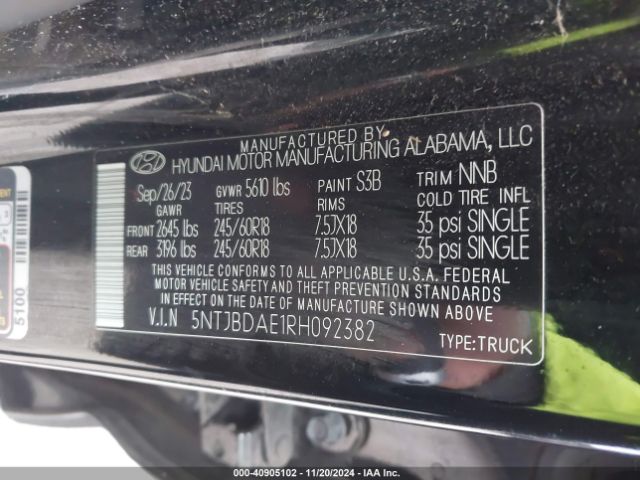 MANUFACTURED BY
HYUNDAI MOTOR MANUFACTURING ALABAMA, LLC
Sep/26/23 GVWR 5610 lbs PAINT S3B TRIM NNB
GAWR TIRES RIMS COLD TIRE INFL
FRONT 2645 lbs 245/60R18 7.5JX18 35 psi SINGLE
REAR 3196 lbs 245/60R18 7.5JX18 35 psi SINGLE
THIS VEHICLE CONFORMS TO ALL APPLICABLE U.S.A. FEDERAL
MOTOR VEHICLE SAFETY AND THEFT PREVENTION STANDARDS
IN EFFECT ON THE DATE OF MANUFACTURE SHOWN ABOVE
V.I.N 5NTJBDAE1RH092382
TYPE:TRUCK
5100
000-40905102 - 11/20/2024 - IAA Inc.